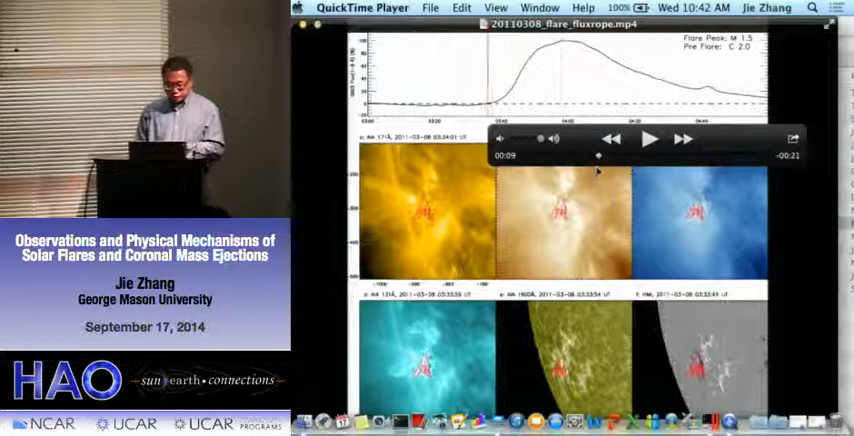 QuickTime Player File Edit View Window Help 100% Wed 10:42 AM Jie Zhang
20110308_flare_fluxrope.mp4
Flare Peak: M 1.5
Pre Flare: C 2.0
00:09
-00:21
Observations and Physical Mechanisms of
Solar Flares and Coronal Mass Ejections
Jie Zhang
George Mason University
September 17, 2014
HAO
sun earth • connections
NCAR UCAR UCAR COMMUNITY PROGRAMS